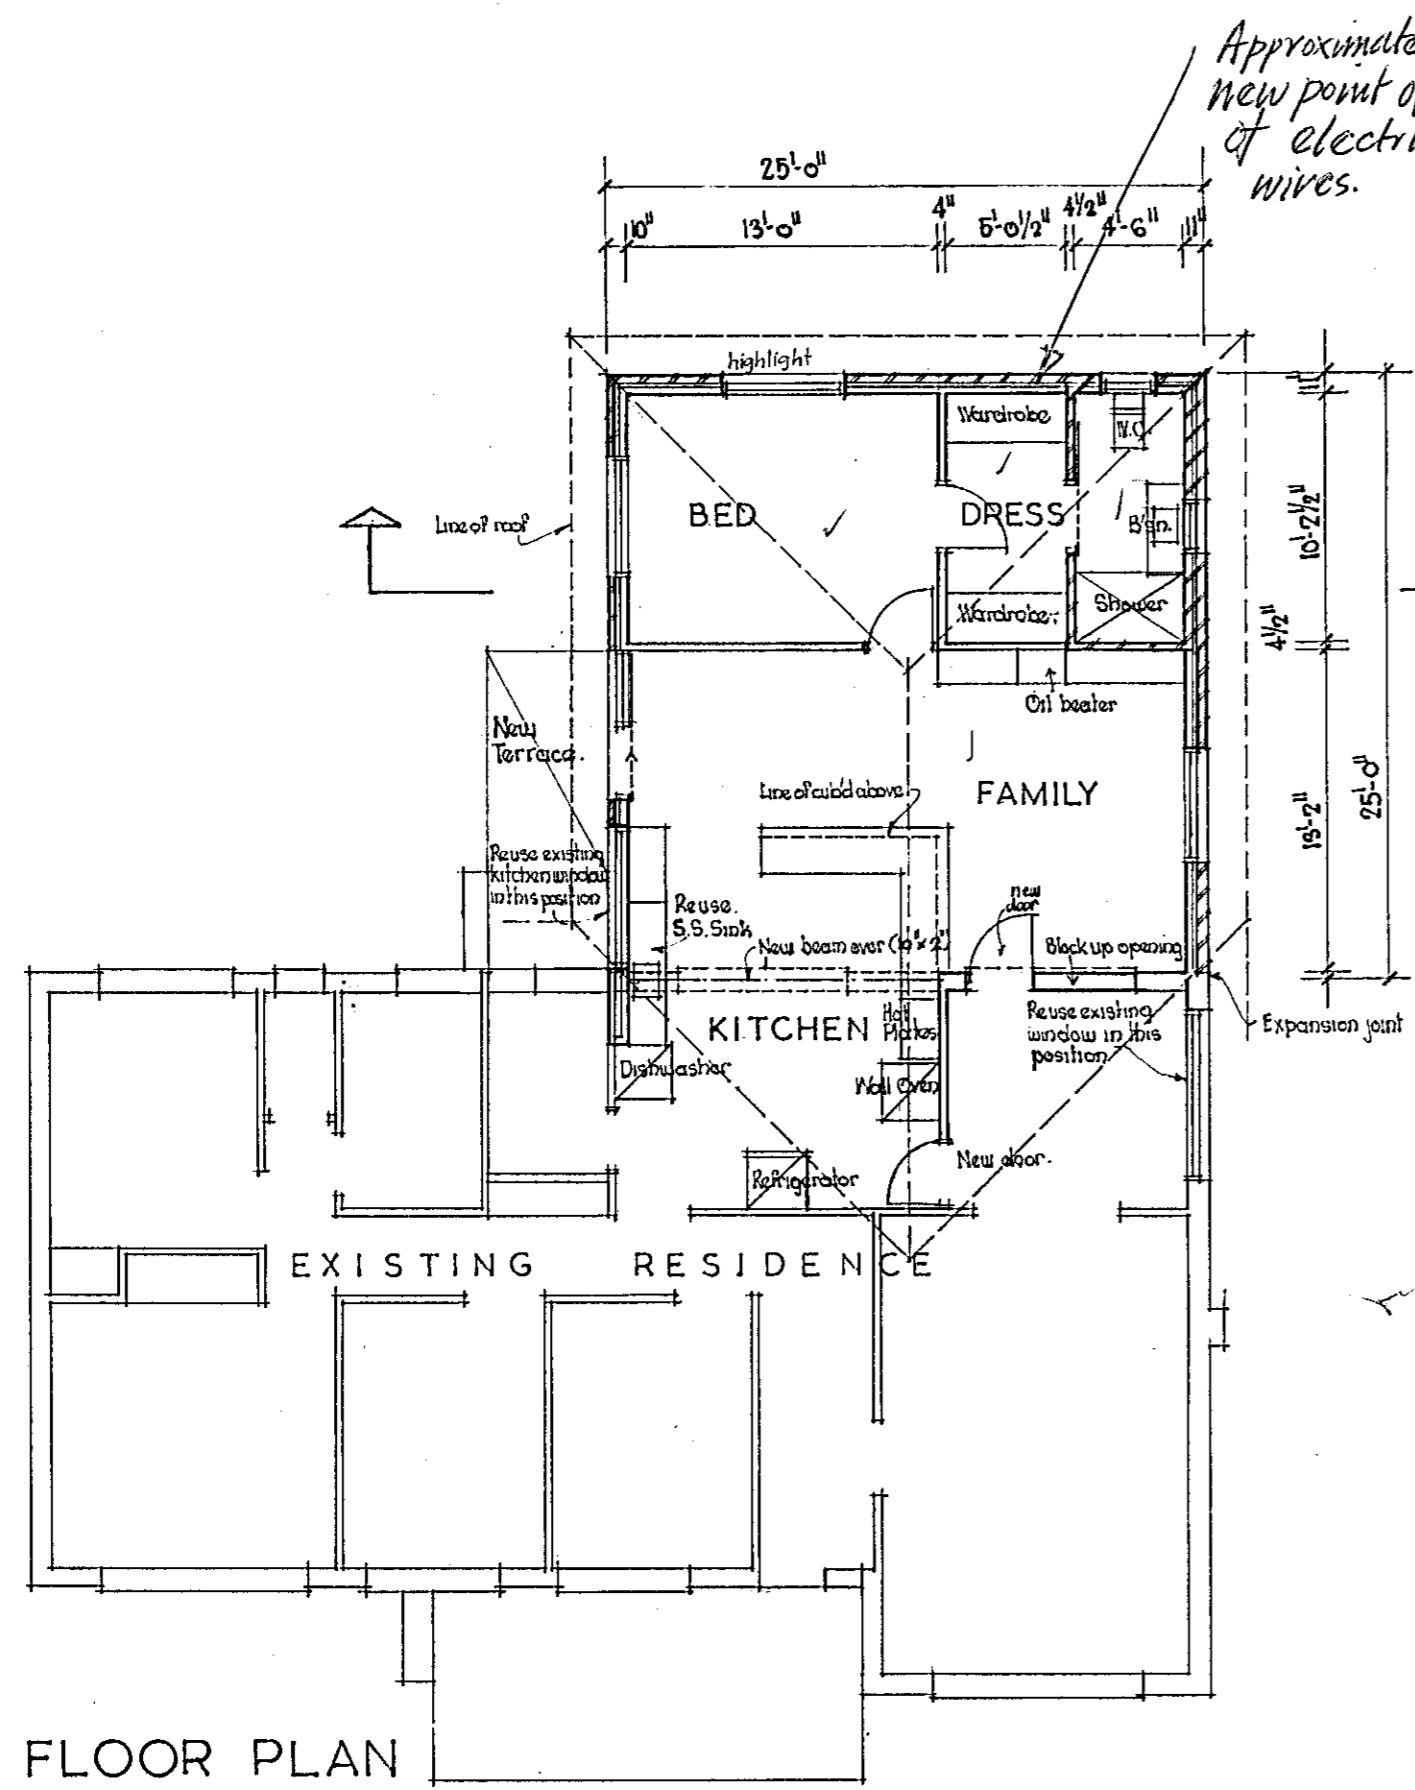 Approximate
new point of
of electri
wires.
25'-0"
10"
13'-0"
4"
5'-0½"
4½"
4'-6"
11"
highlight
Wardrobe
W.C.
11"
BED
DRESS
B'sn.
10'-2½"
Line of roof
Wardrobe
Shower
4½"
Oil heater
New
Terrace.
Line of cub'd above
FAMILY
13'-2"
25'-0"
Reuse existing
kitchen window
in this position
Reuse.
S.S. Sink
new
door
New beam over (10"x2")
Block up opening
KITCHEN
Hot
Plates
Reuse existing
window in this
position
Expansion joint
Dishwasher
Wall Oven
New door.
Refrigerator
EXISTING RESIDENCE
FLOOR PLAN